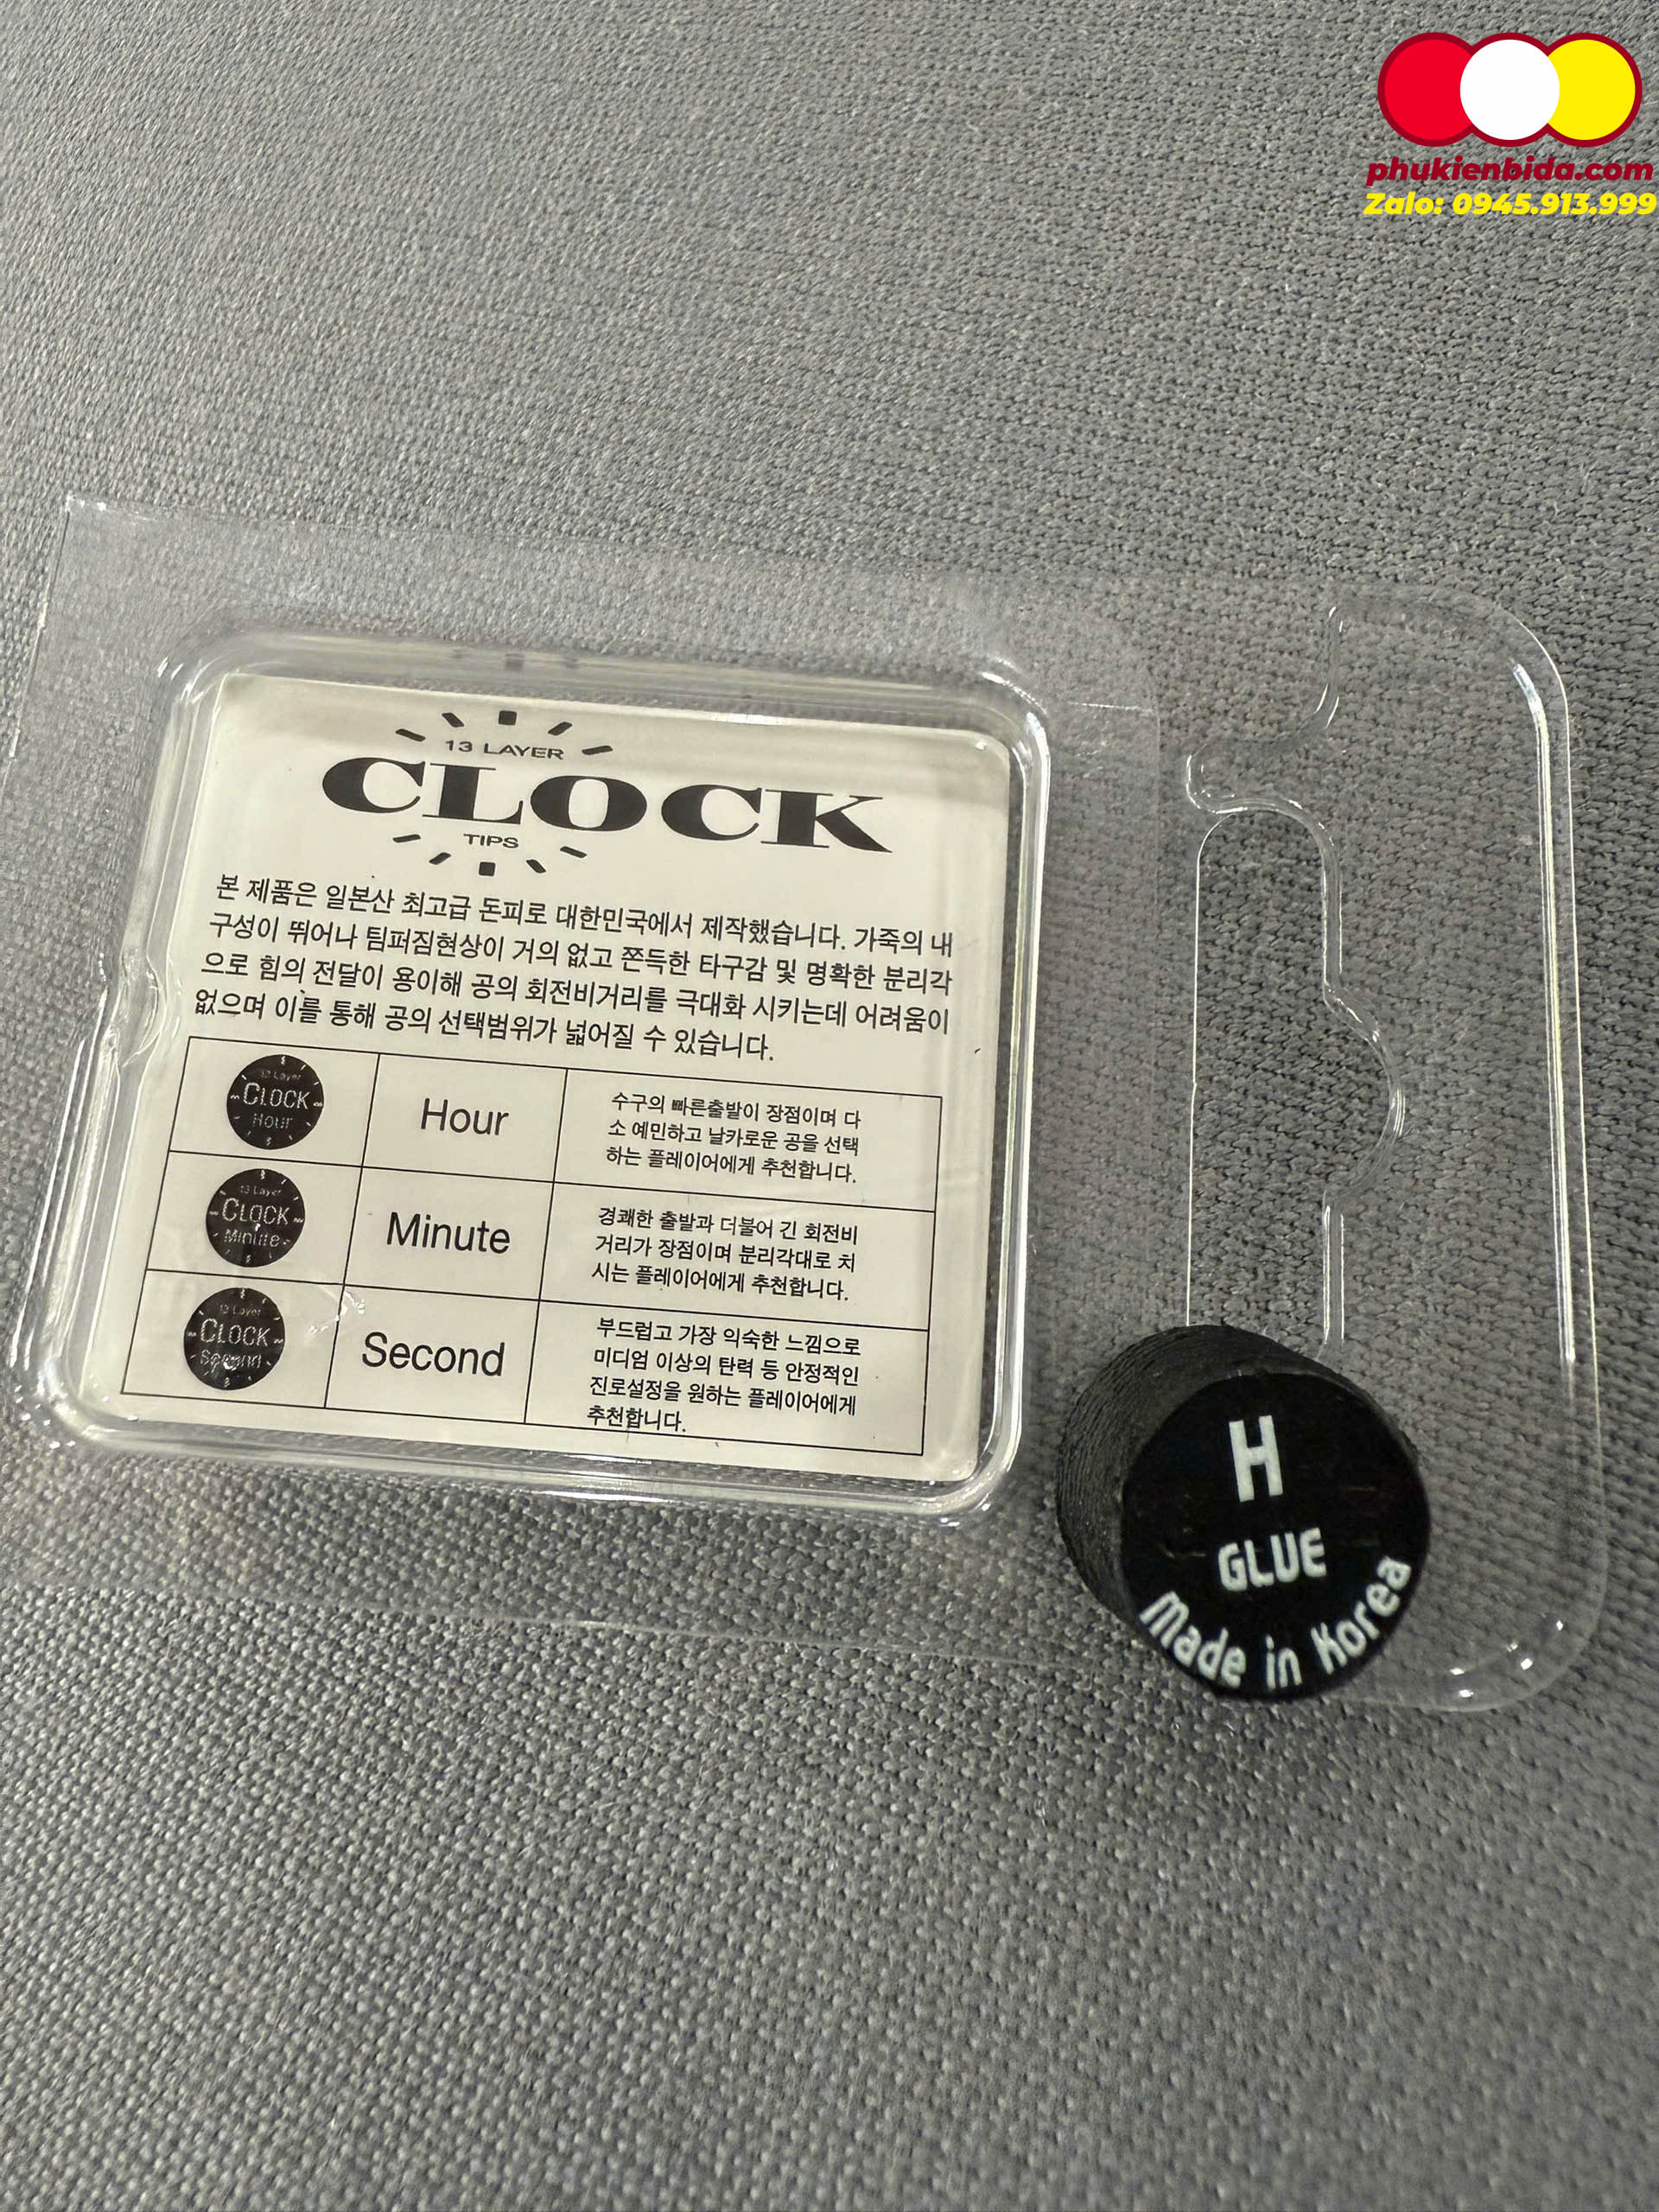 phukienbida.com
Zalo: 0945.913.999
13 LAYER
CLOCK
TIPS
본 제품은 일본산 최고급 돈피로 대한민국에서 제작했습니다. 가죽의 내
구성이 뛰어나 팁퍼짐현상이 거의 없고 쫀득한 타구감 및 명확한 분리각
으로 힘의 전달이 용이해 공의 회전비거리를 극대화 시키는데 어려움이
없으며 이를 통해 공의 선택범위가 넓어질 수 있습니다.
13 Layer
CLOCK
Hour
Hour
수구의 빠른출발이 장점이며 다
소 예민하고 날카로운 공을 선택
하는 플레이어에게 추천합니다.
13 Layer
CLOCK
Minute
Minute
경쾌한 출발과 더불어 긴 회전비
거리가 장점이며 분리각대로 치
시는 플레이어에게 추천합니다.
13 Layer
CLOCK
Second
Second
부드럽고 가장 익숙한 느낌으로
미디엄 이상의 탄력 등 안정적인
진로설정을 원하는 플레이어에게
추천합니다.
H
GLUE
Made in Korea